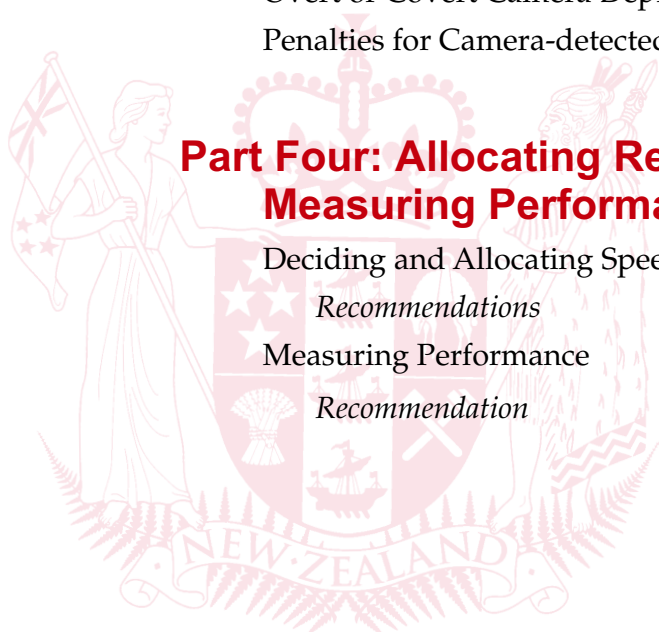 Penalties for Camera-detected
Part Four: Allocating Re
Measuring Performa
Deciding and Allocating Spee
Recommendations
Measuring Performance
Recommendation
NEW·ZEALAND